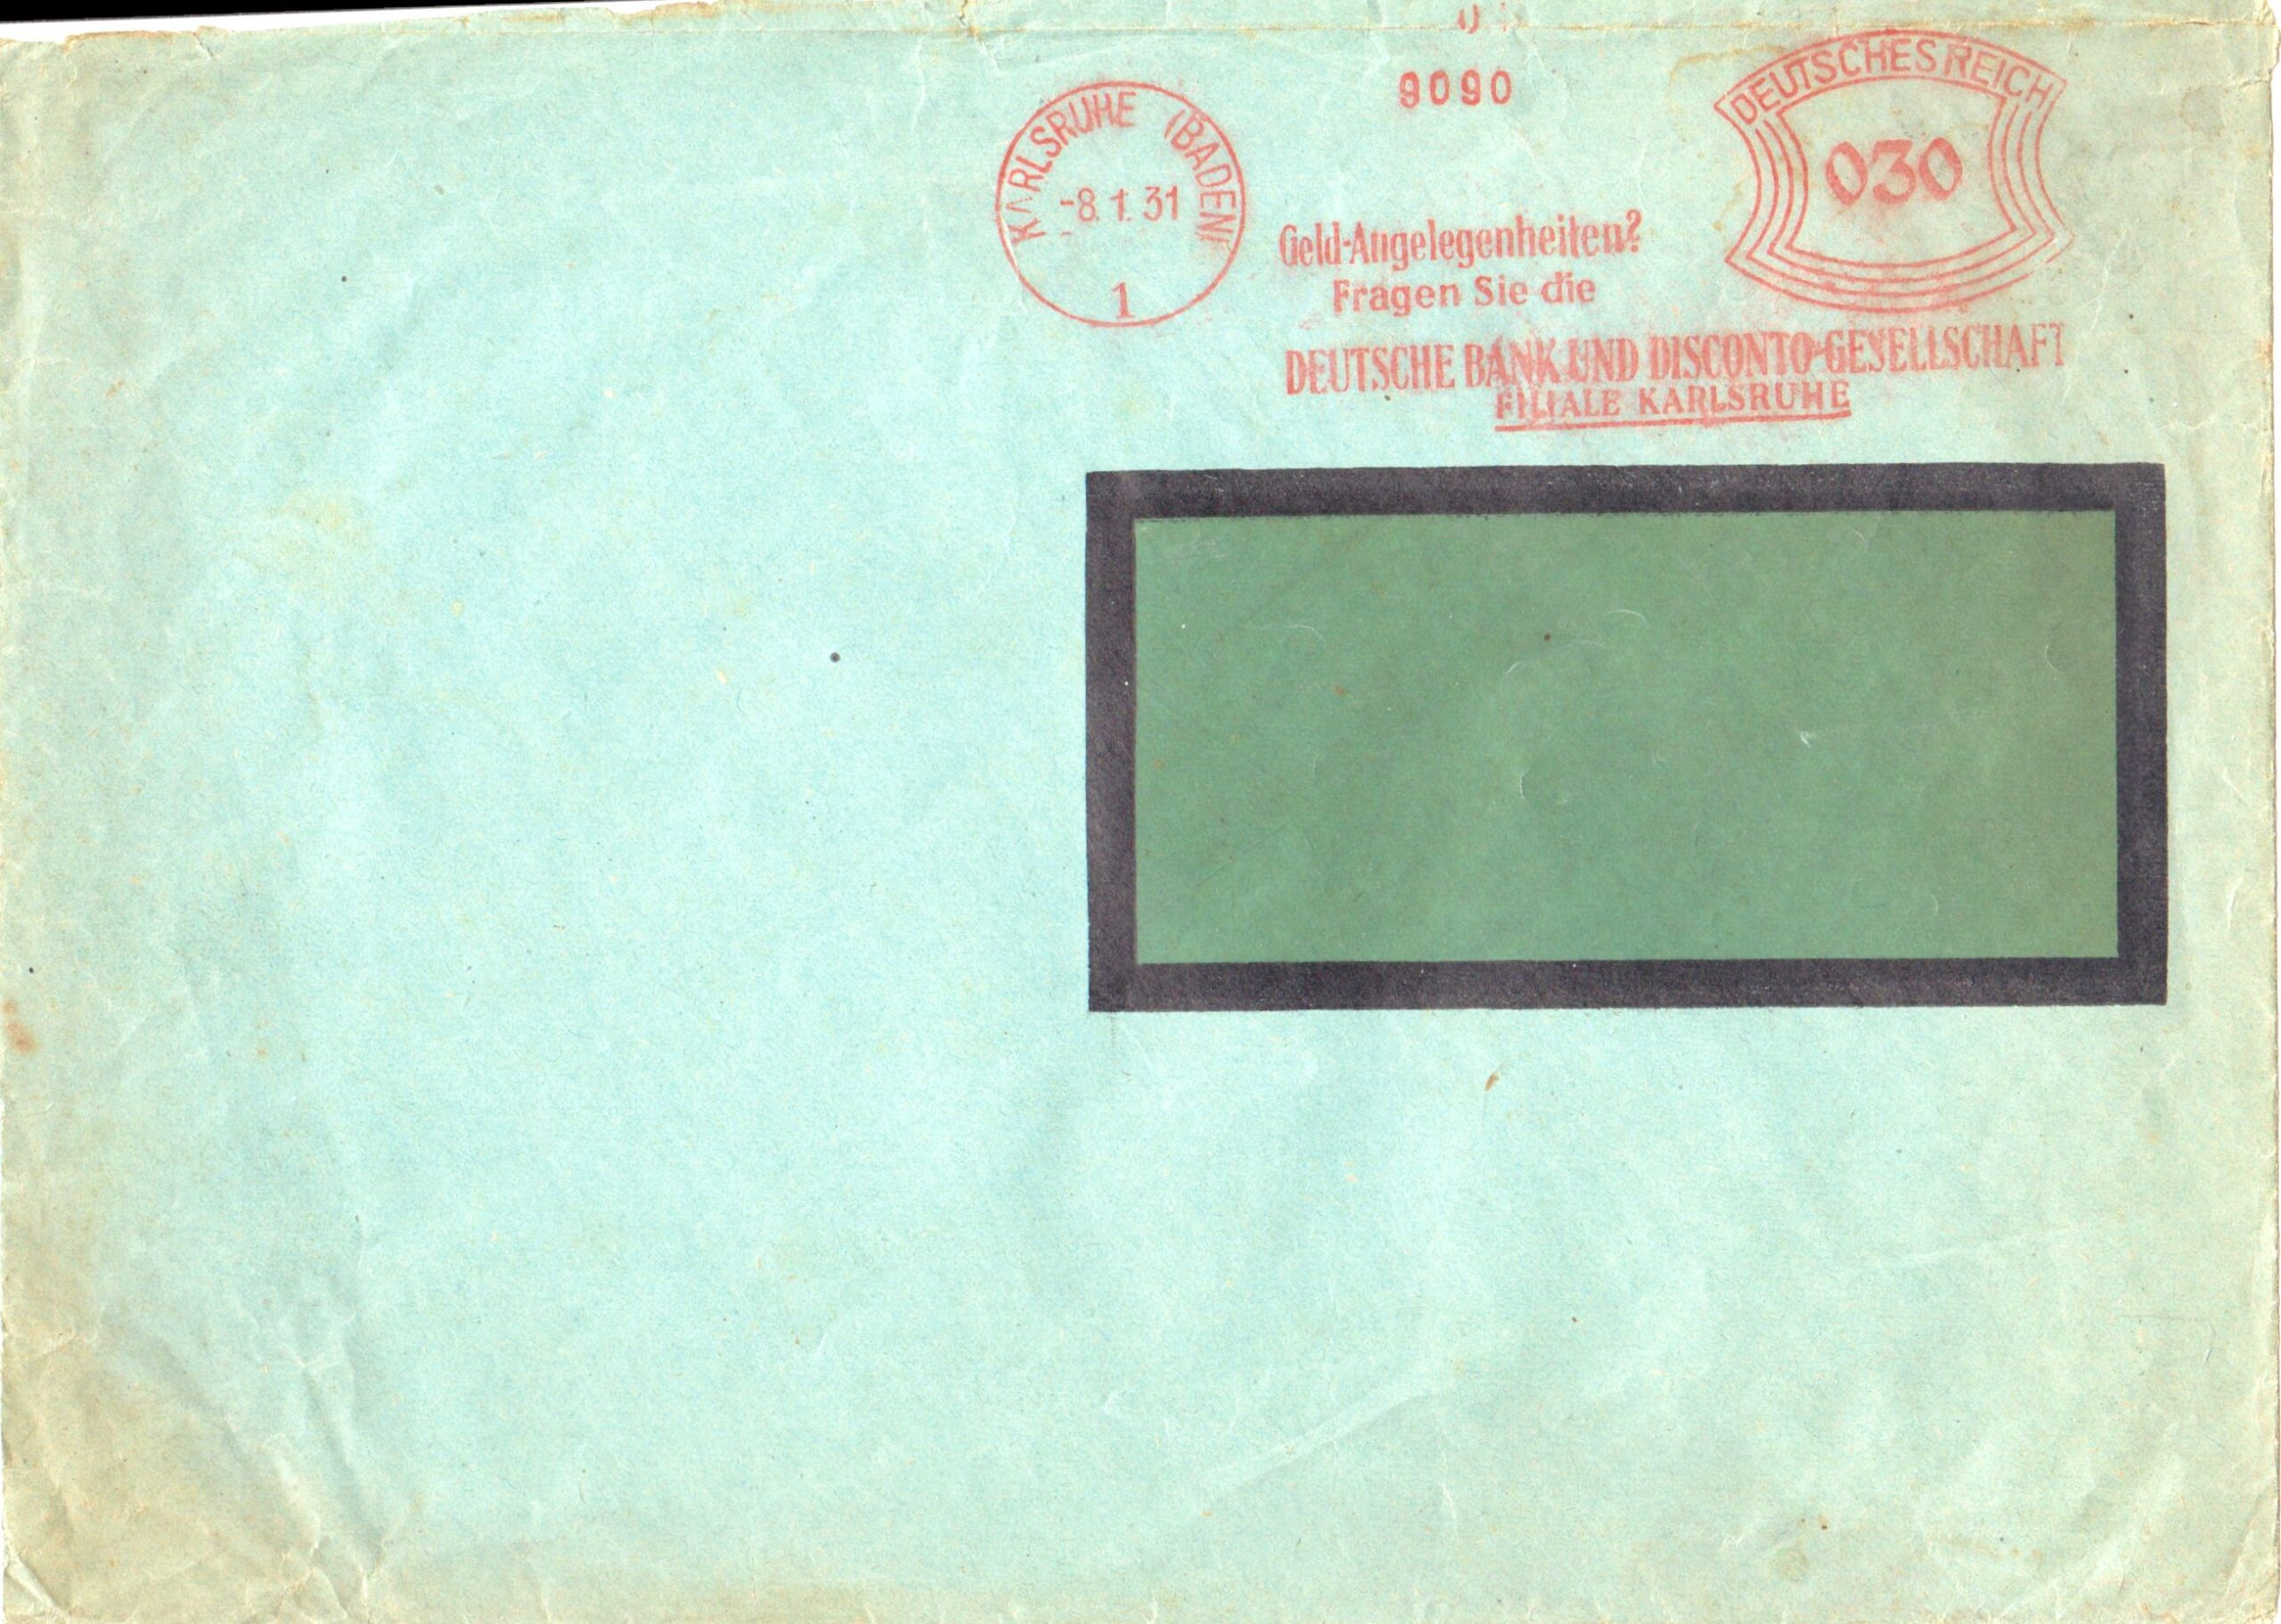 9090
DEUTSCHES REICH
030
KARLSRUHE (BADEN)
-8.1.31
1
Geld-Angelegenheiten?
Fragen Sie die
DEUTSCHE BANK UND DISCONTO-GESELLSCHAFT
FILIALE KARLSRUHE